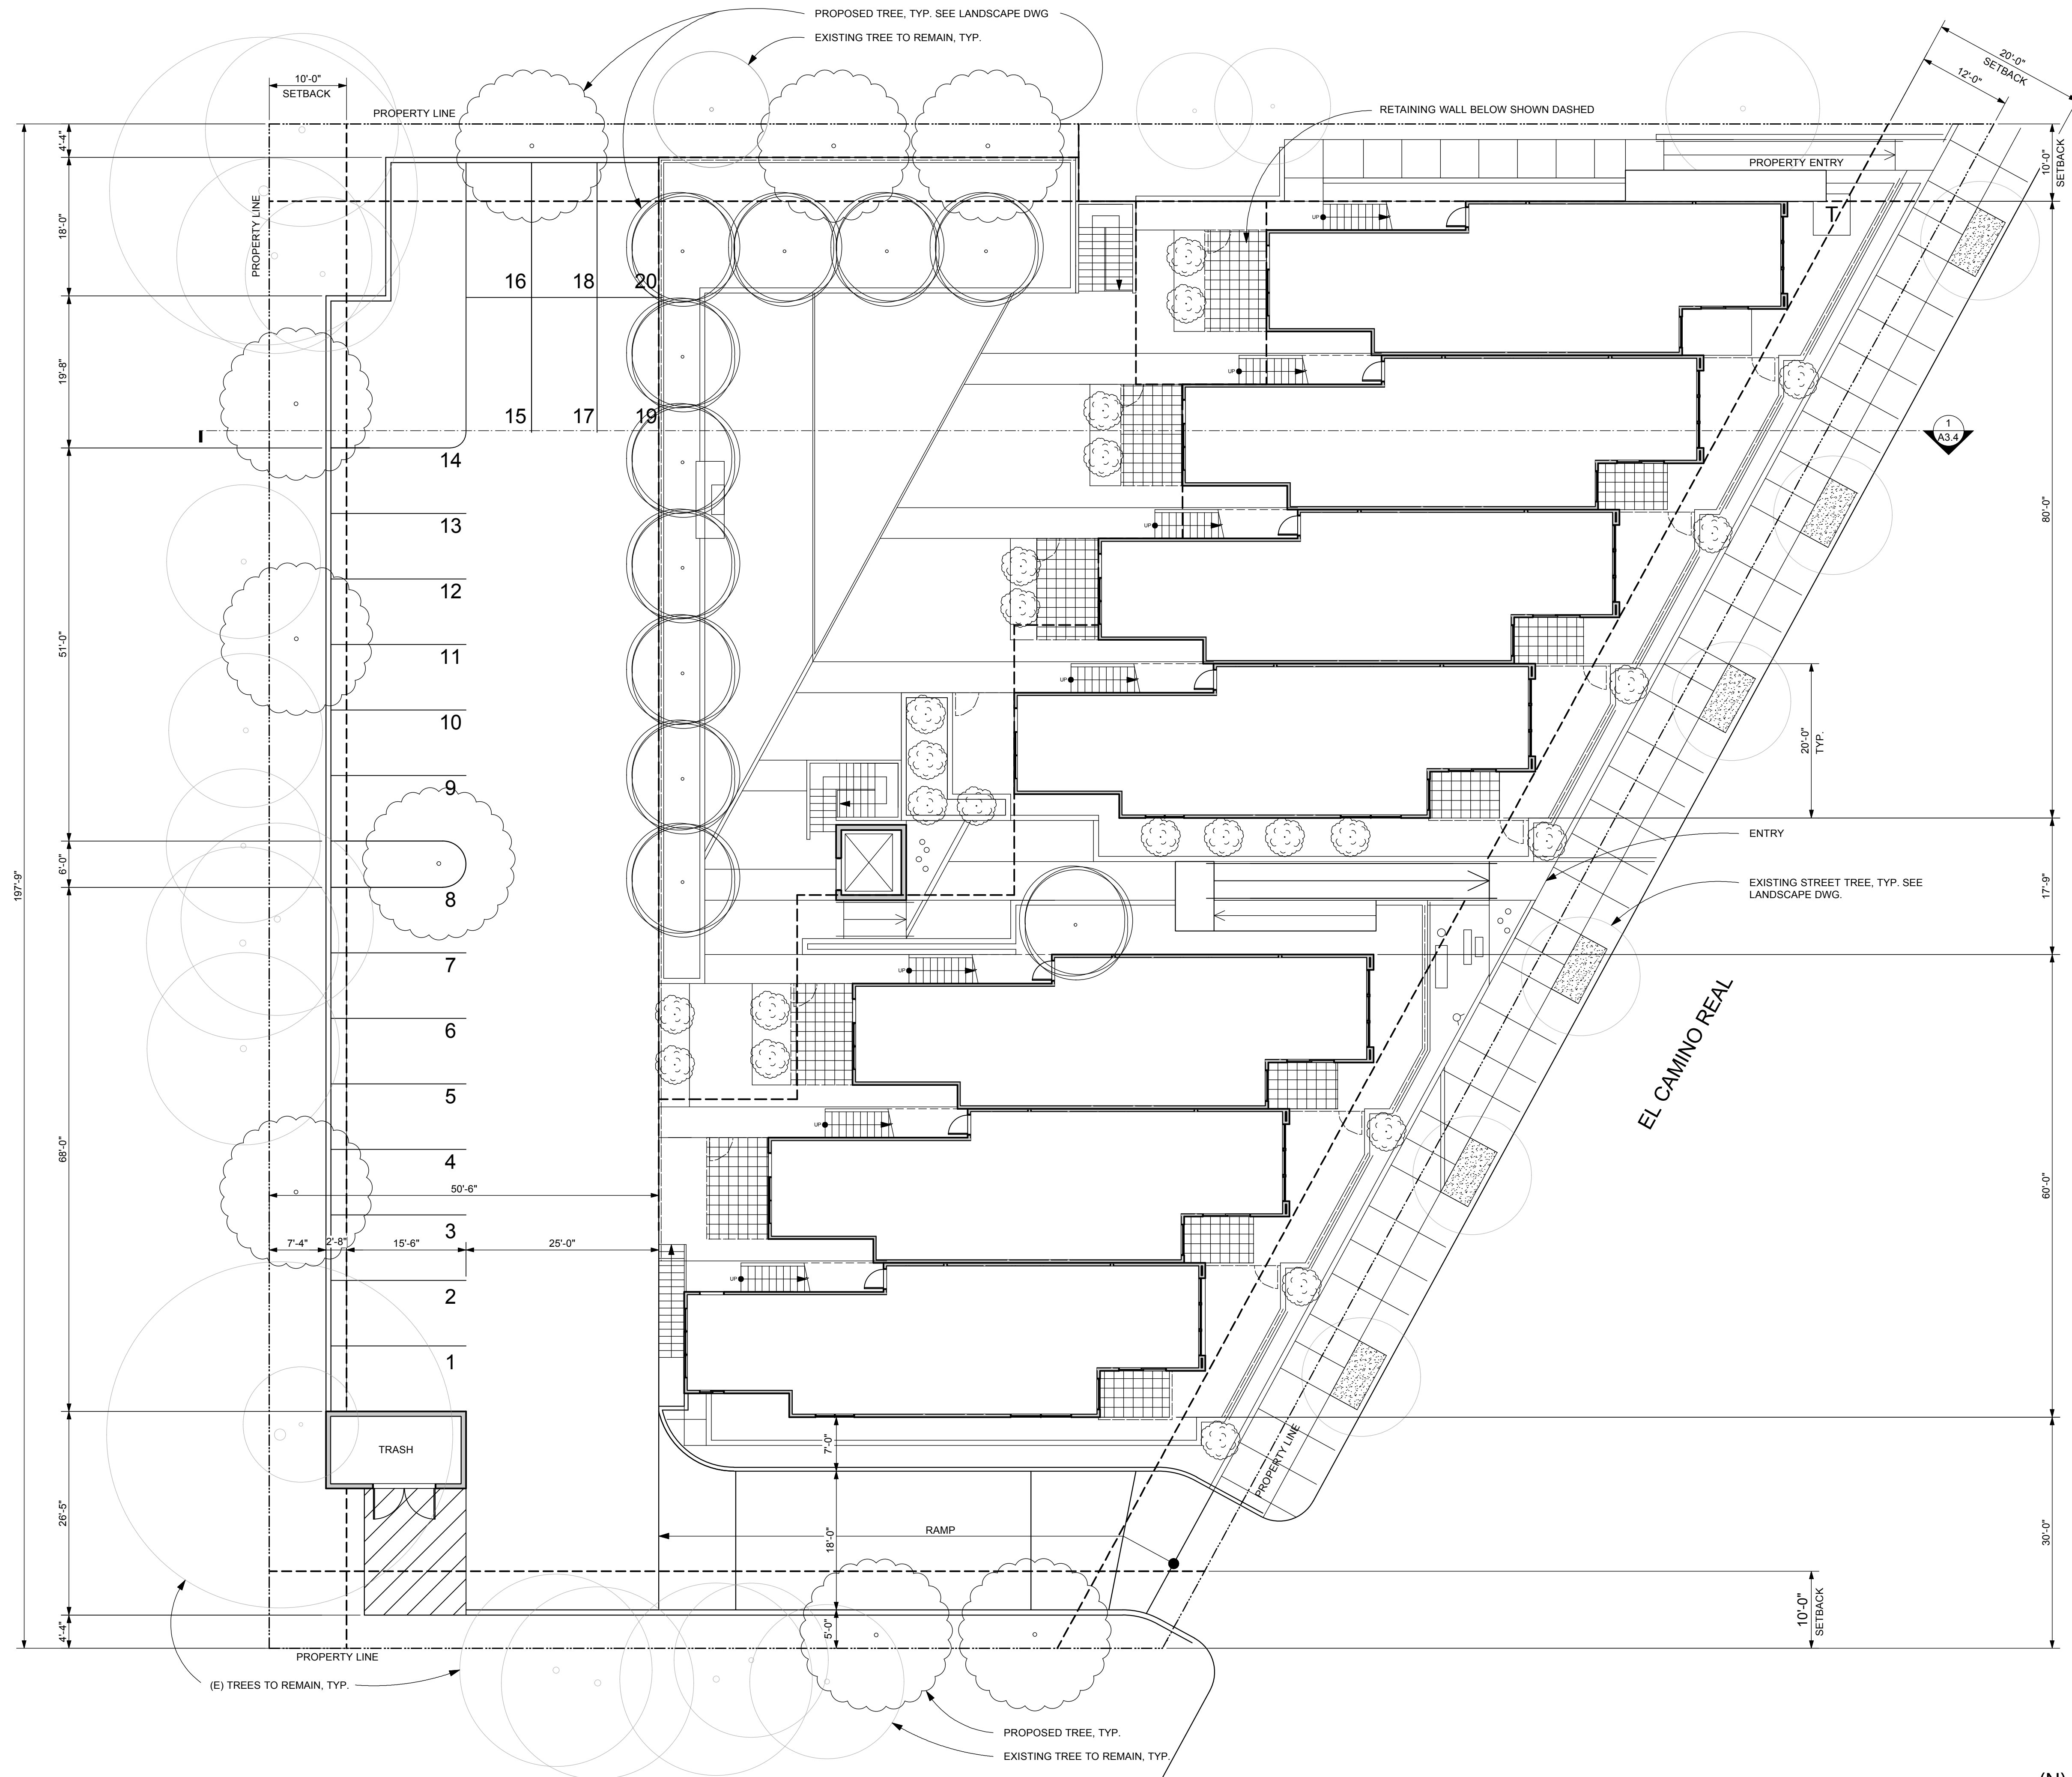 PROPOSED TREE, TYP. SEE LANDSCAPE DWG
EXISTING TREE TO REMAIN, TYP.
20'-0"
SETBACK
12'-0"
10'-0"
SETBACK
PROPERTY LINE
RETAINING WALL BELOW SHOWN DASHED
4'-4"
10'-0"
SETBACK
PROPERTY ENTRY
PROPERTY LINE
18'-0"
T
UP
16
18
20
19'-8"
UP
15
17
19
1
A3.4
14
80'-0"
13
UP
12
51'-0"
11
UP
10
20'-0"
TYP.
9
ENTRY
6'-0"
197'-9"
8
EXISTING STREET TREE, TYP. SEE
LANDSCAPE DWG.
17'-9"
7
UP
6
EL CAMINO REAL
5
UP
68'-0"
4
50'-6"
60'-0"
3
7'-4"
2'-8"
15'-6"
25'-0"
UP
2
1
7'-0"
TRASH
PROPERTY LINE
26'-5"
RAMP
18'-0"
30'-0"
10'-0"
SETBACK
4'-4"
5'-0"
PROPERTY LINE
(E) TREES TO REMAIN, TYP.
PROPOSED TREE, TYP.
EXISTING TREE TO REMAIN, TYP.